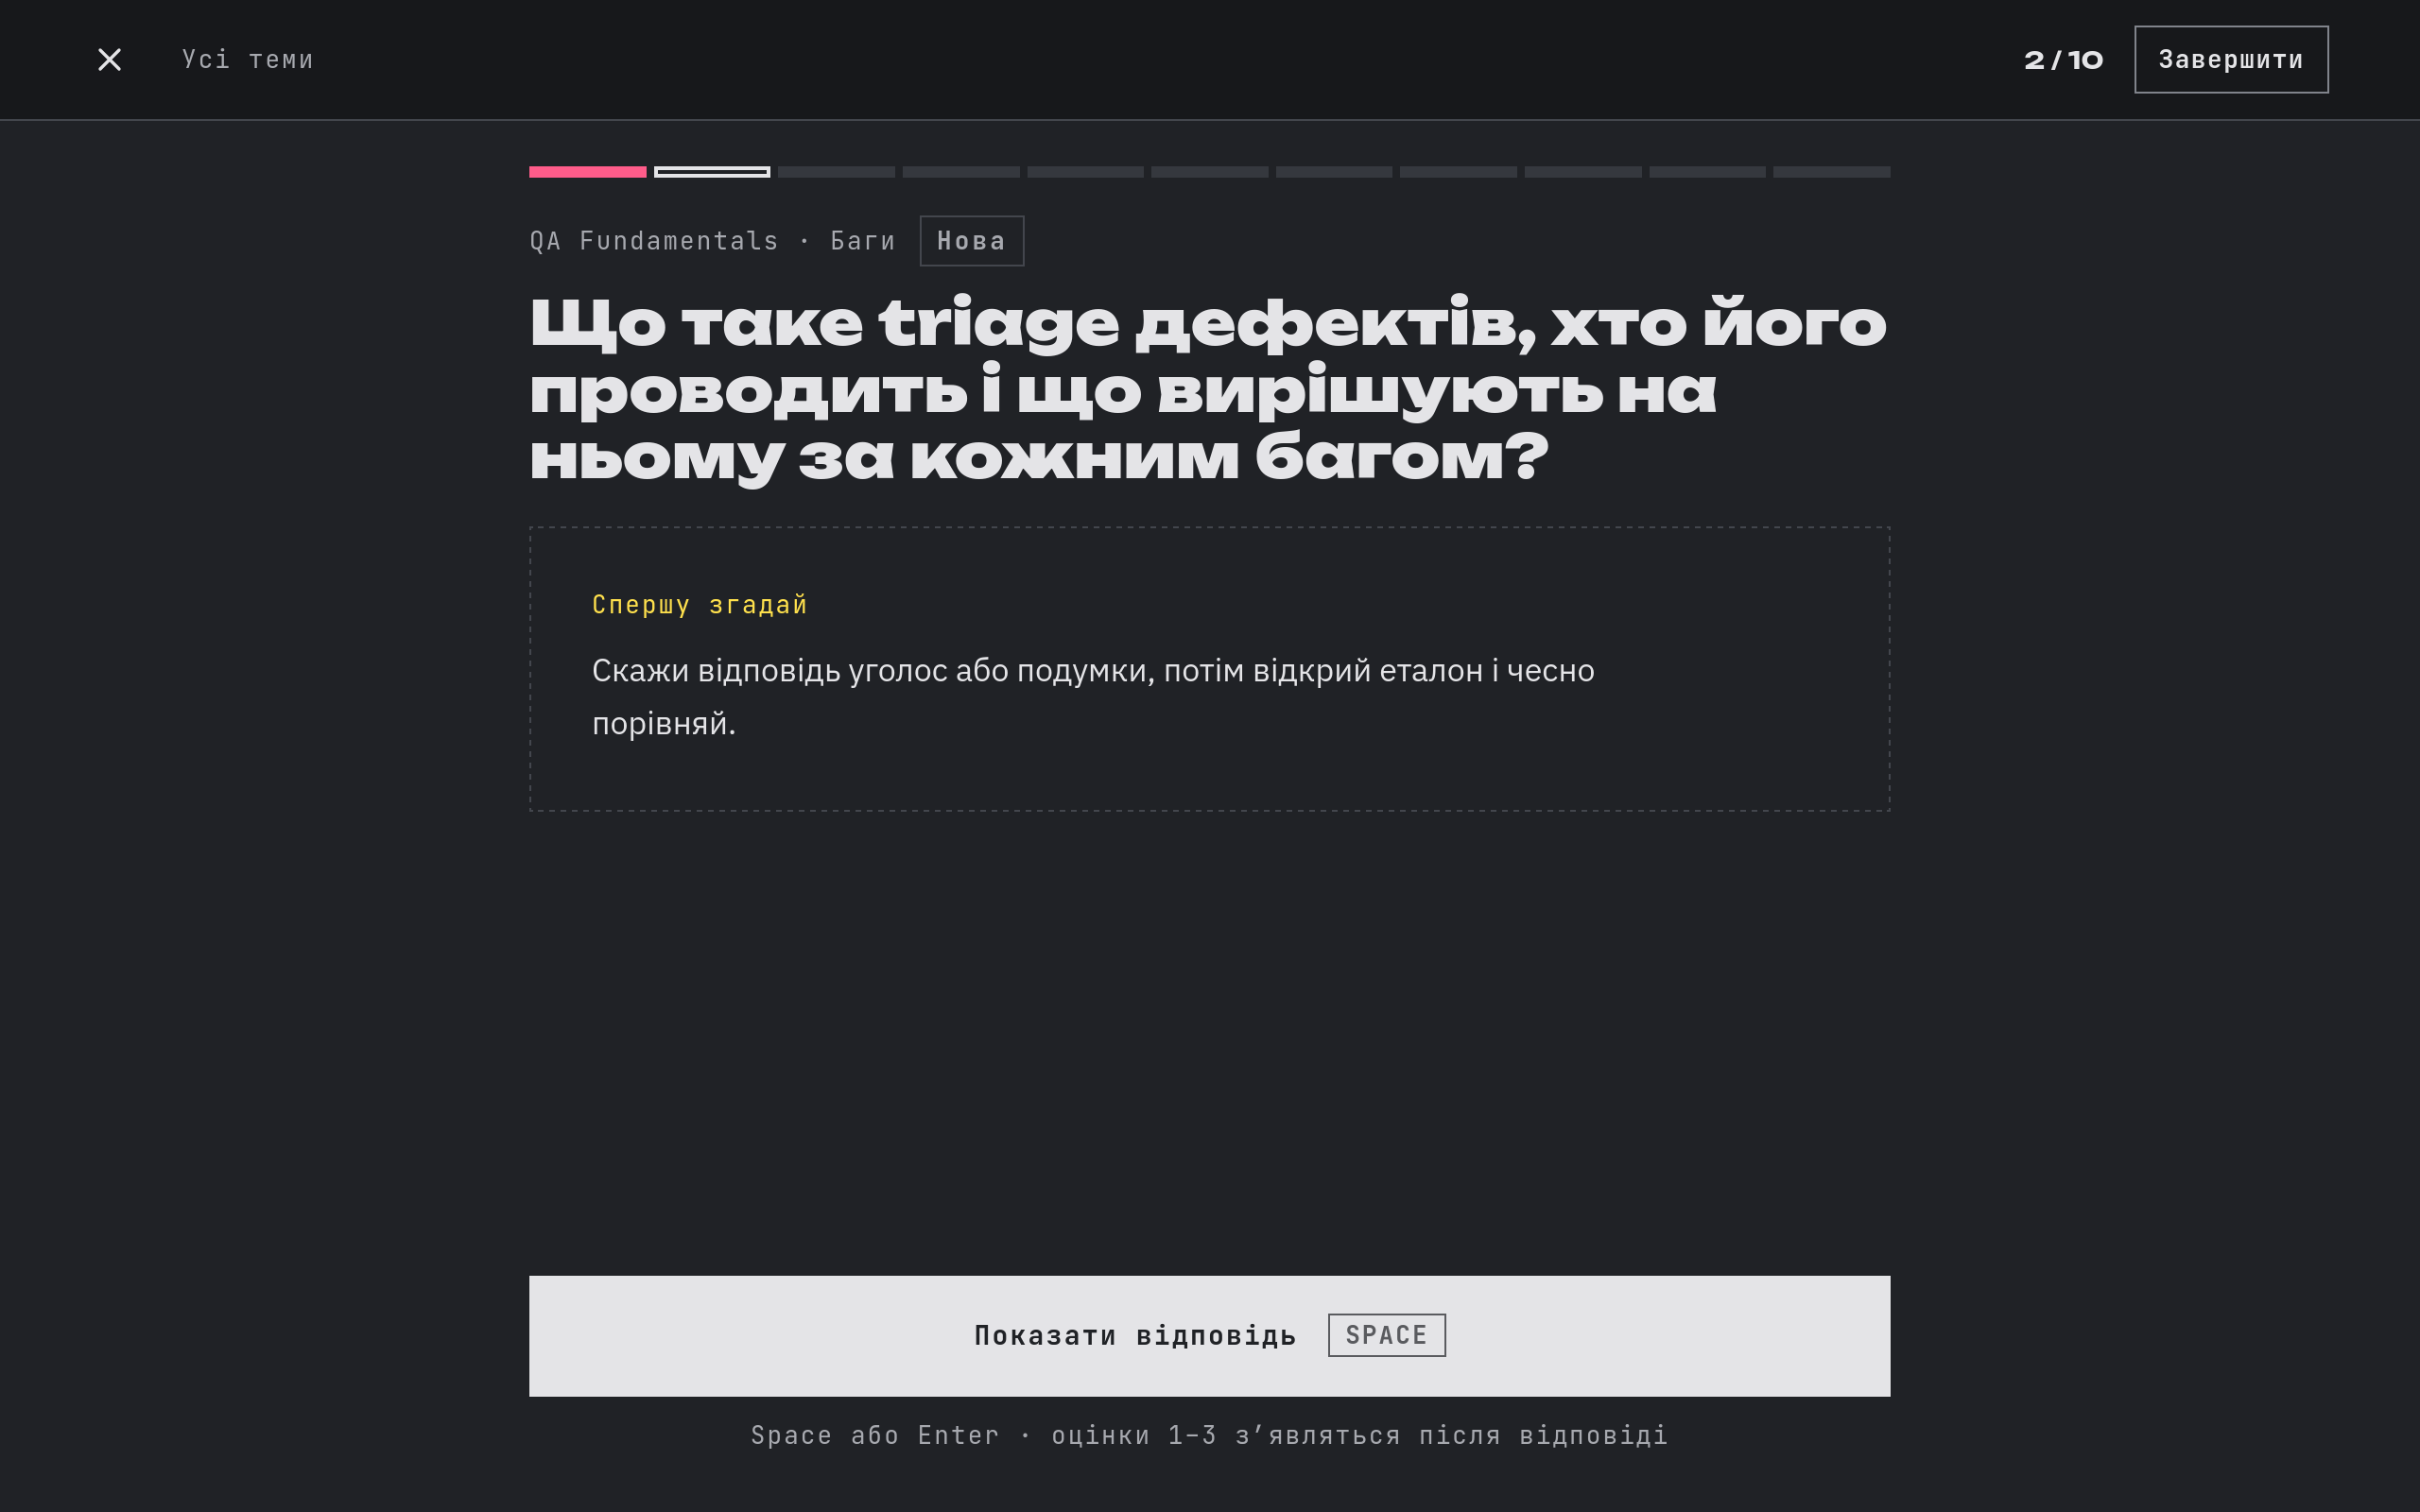 Усі теми
2 / 10
Завершити
QA Fundamentals · Баги
Нова
Що таке triage дефектів, хто його
проводить і що вирішують на
ньому за кожним багом?
Спершу згадай
Скажи відповідь уголос або подумки, потім відкрий еталон і чесно
порівняй.
Показати відповідь
SPACE
Space або Enter · оцінки 1–3 з’являться після відповіді